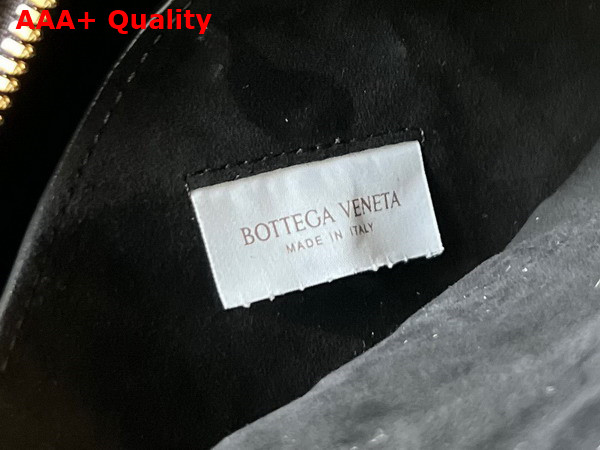 AAA+ Quality
BOTTEGA VENETA
MADE IN ITALY